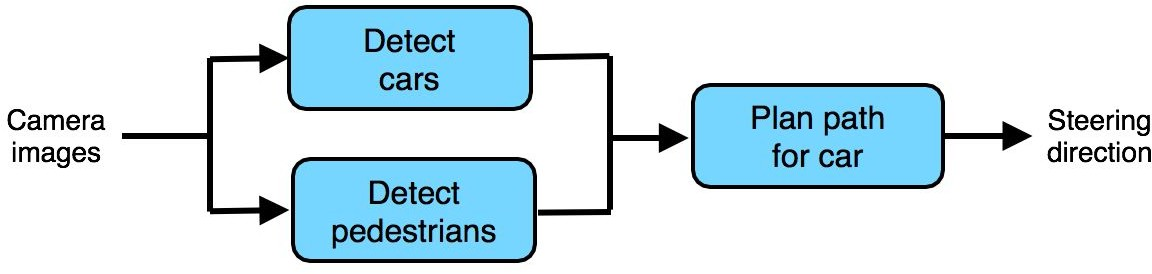 Camera
images
Detect
cars
Detect
pedestrians
Plan path
for car
Steering
direction